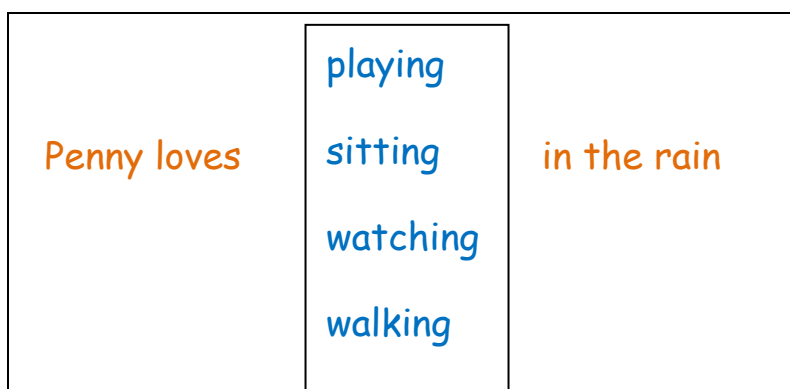 playing
Penny loves sitting in the rain
watching
walking